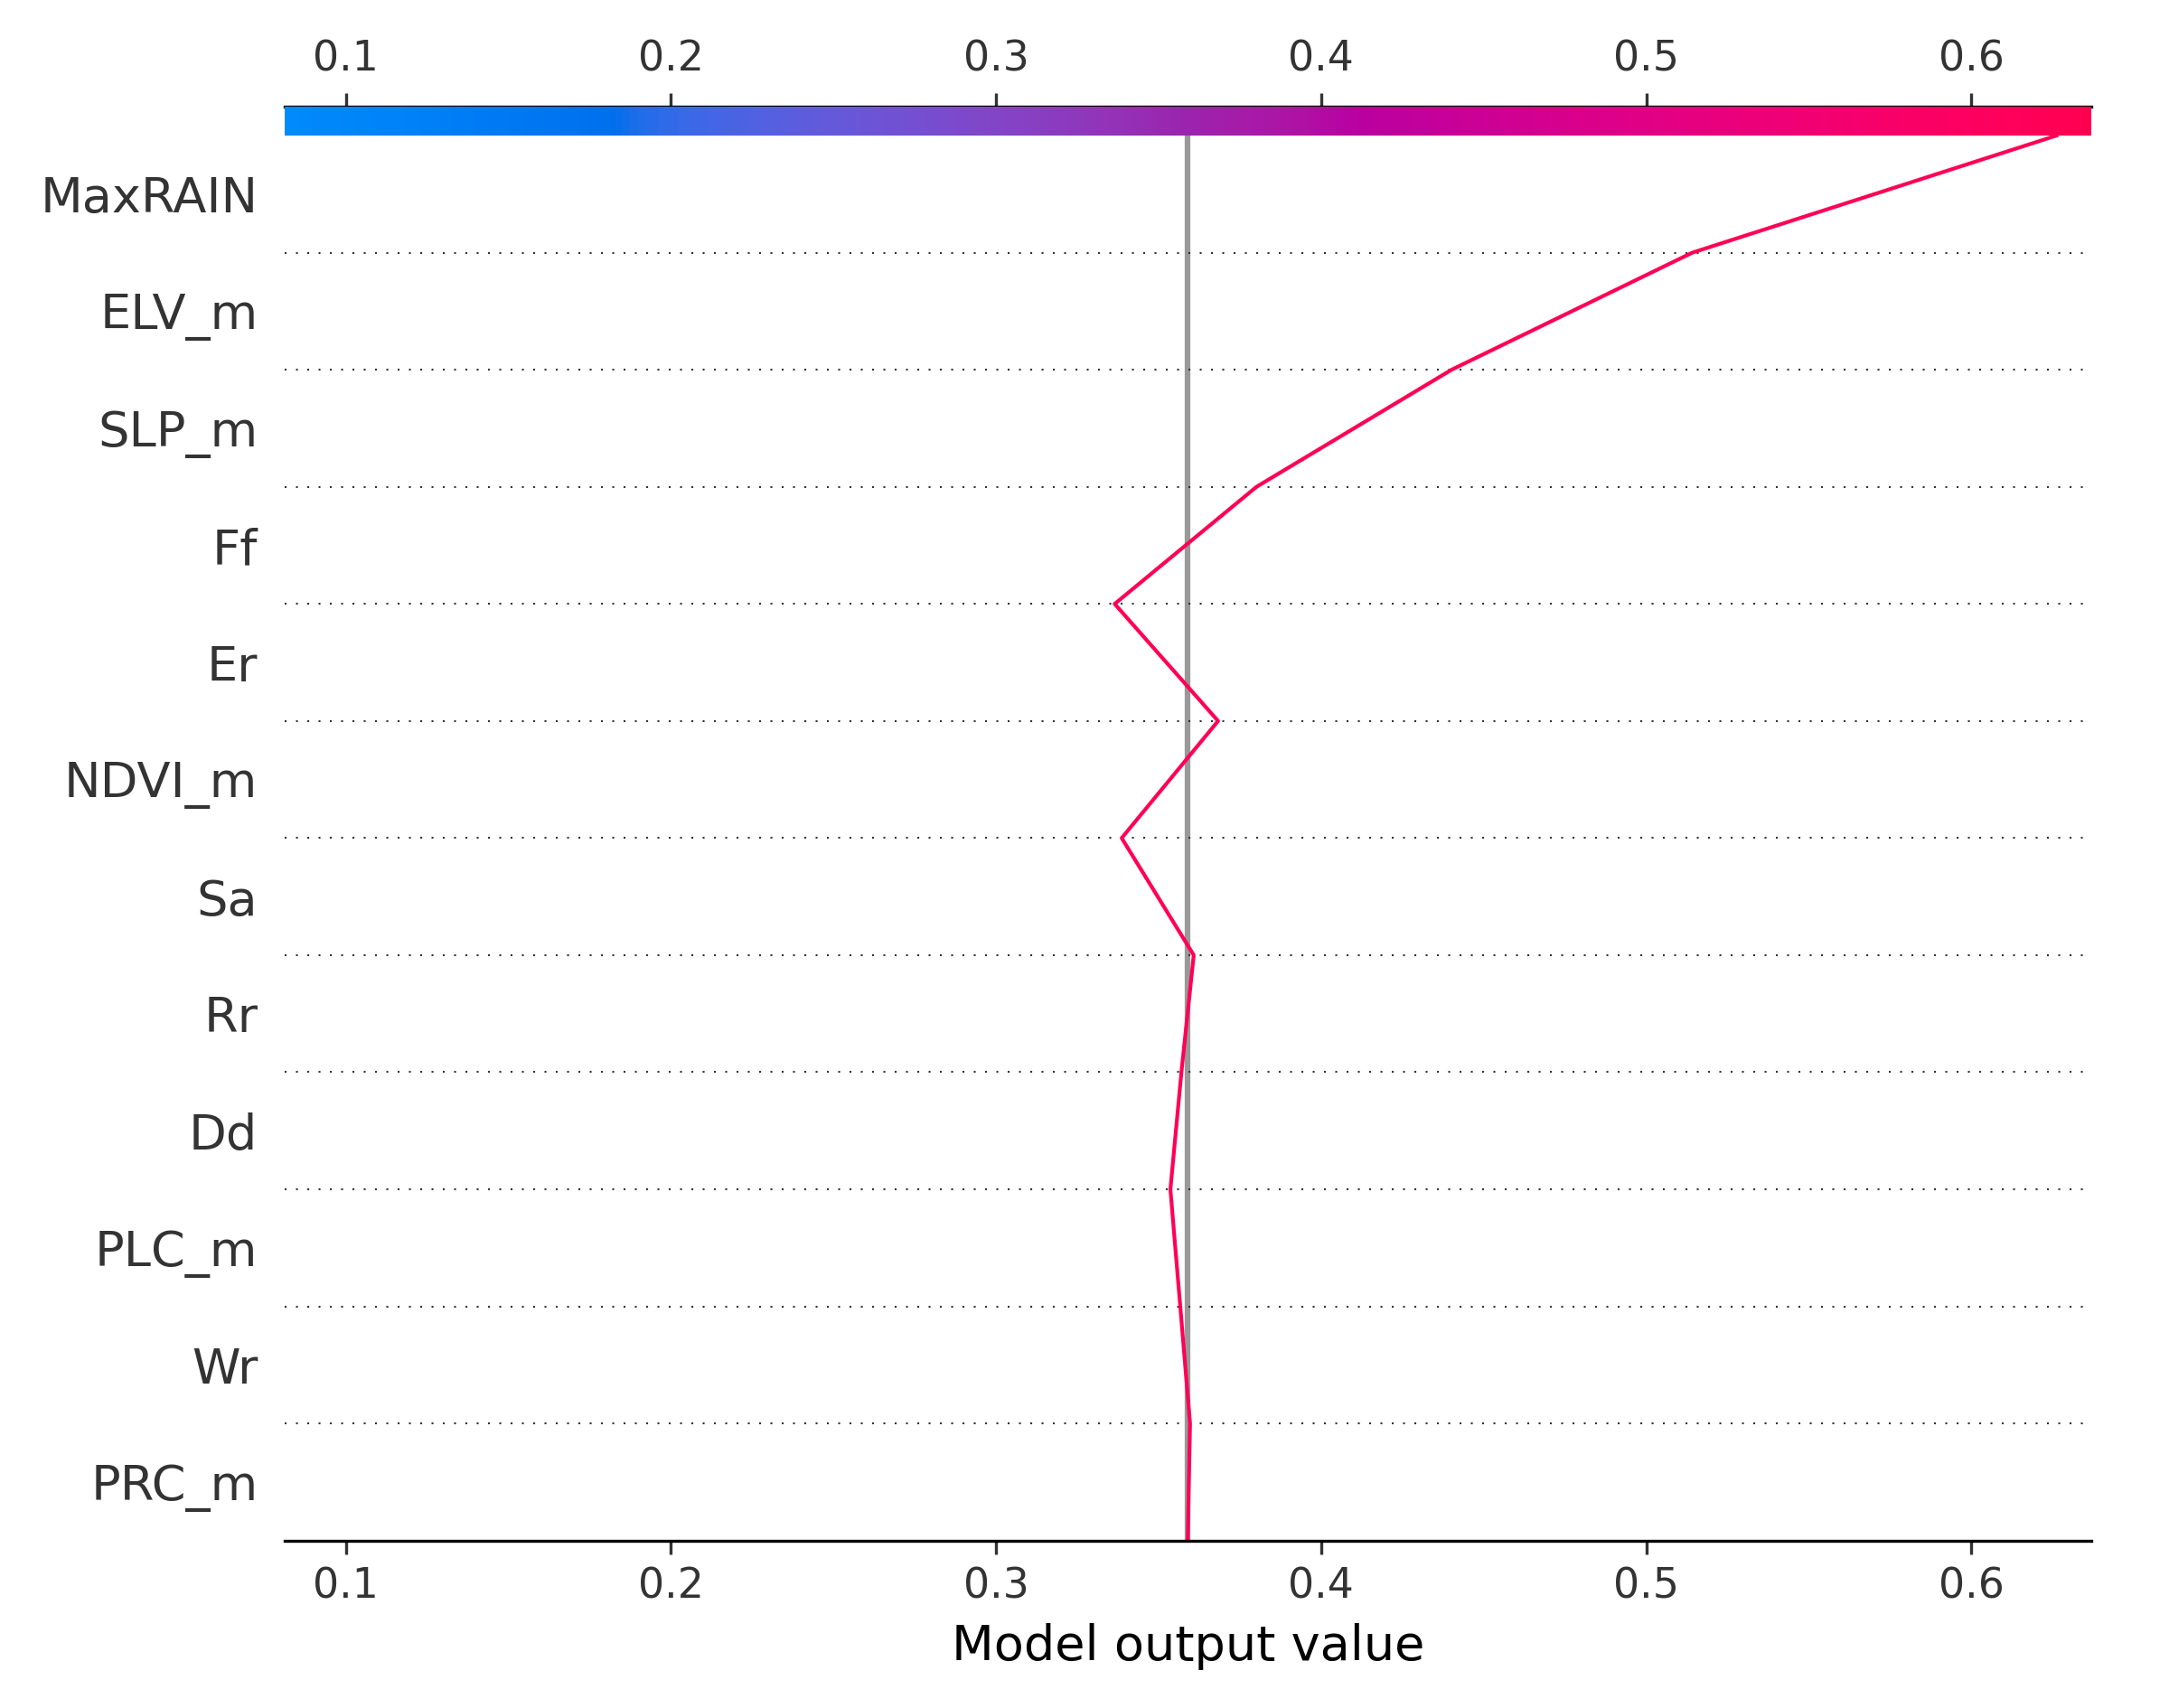 0.1 0.2 0.3 0.4 0.5 0.6
MaxRAIN
ELV_m
SLP_m
Ff
Er
NDVI_m
Sa
Rr
Dd
PLC_m
Wr
PRC_m
0.1 0.2 0.3 0.4 0.5 0.6
Model output value